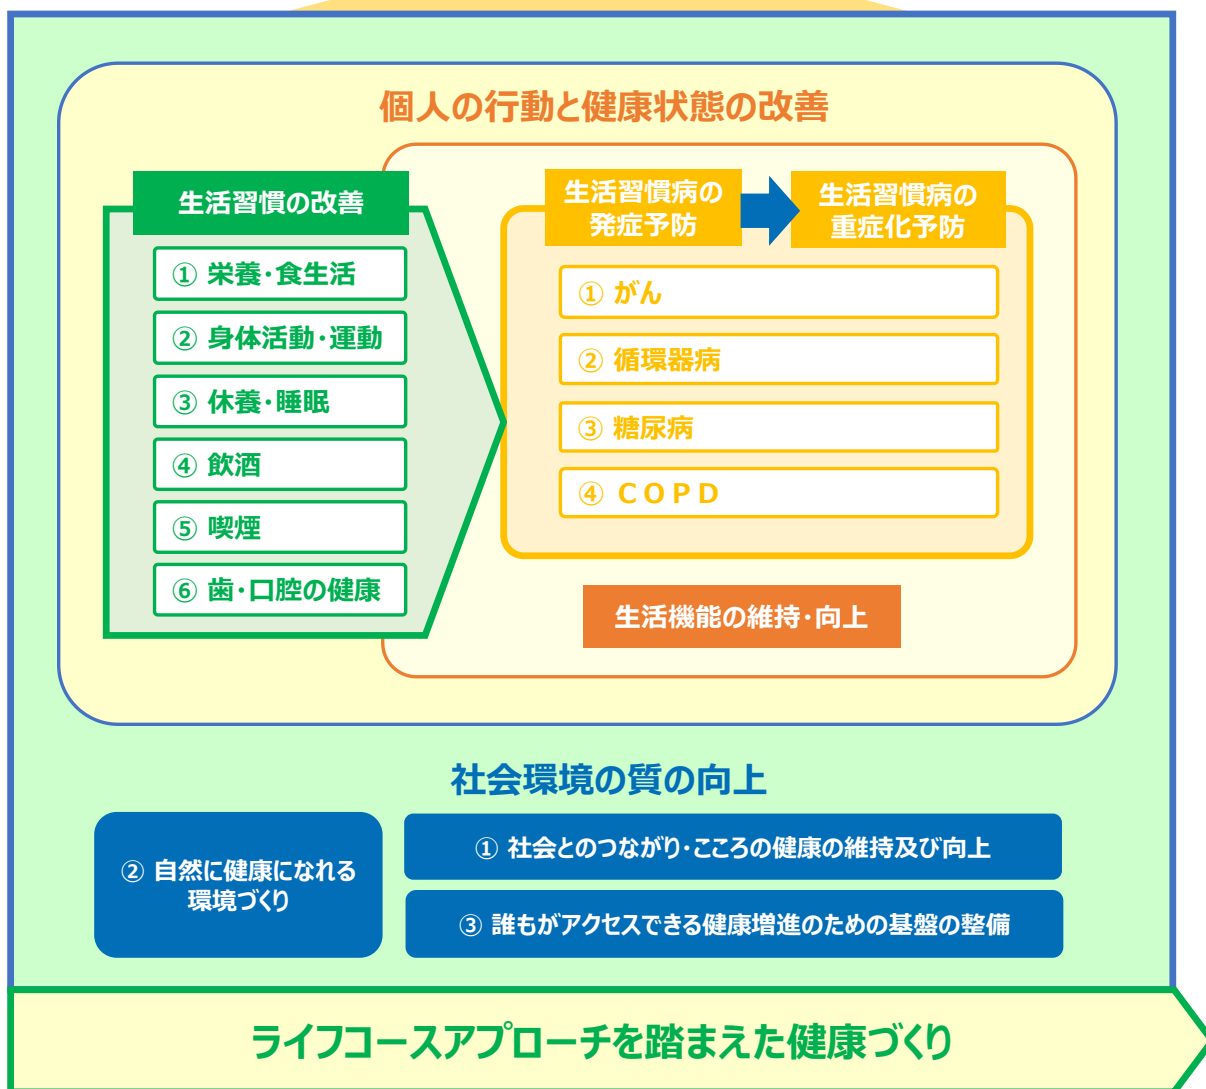 個人の行動と健康状態の改善
生活習慣の改善
① 栄養・食生活
② 身体活動・運動
③ 休養・睡眠
④ 飲酒
⑤ 喫煙
⑥ 歯・口腔の健康
生活習慣病の
発症予防
生活習慣病の
重症化予防
① がん
② 循環器病
③ 糖尿病
④ ＣＯＰＤ
生活機能の維持・向上
社会環境の質の向上
① 社会とのつながり・こころの健康の維持及び向上
② 自然に健康になれる
環境づくり
③ 誰もがアクセスできる健康増進のための基盤の整備
ライフコースアプローチを踏まえた健康づくり